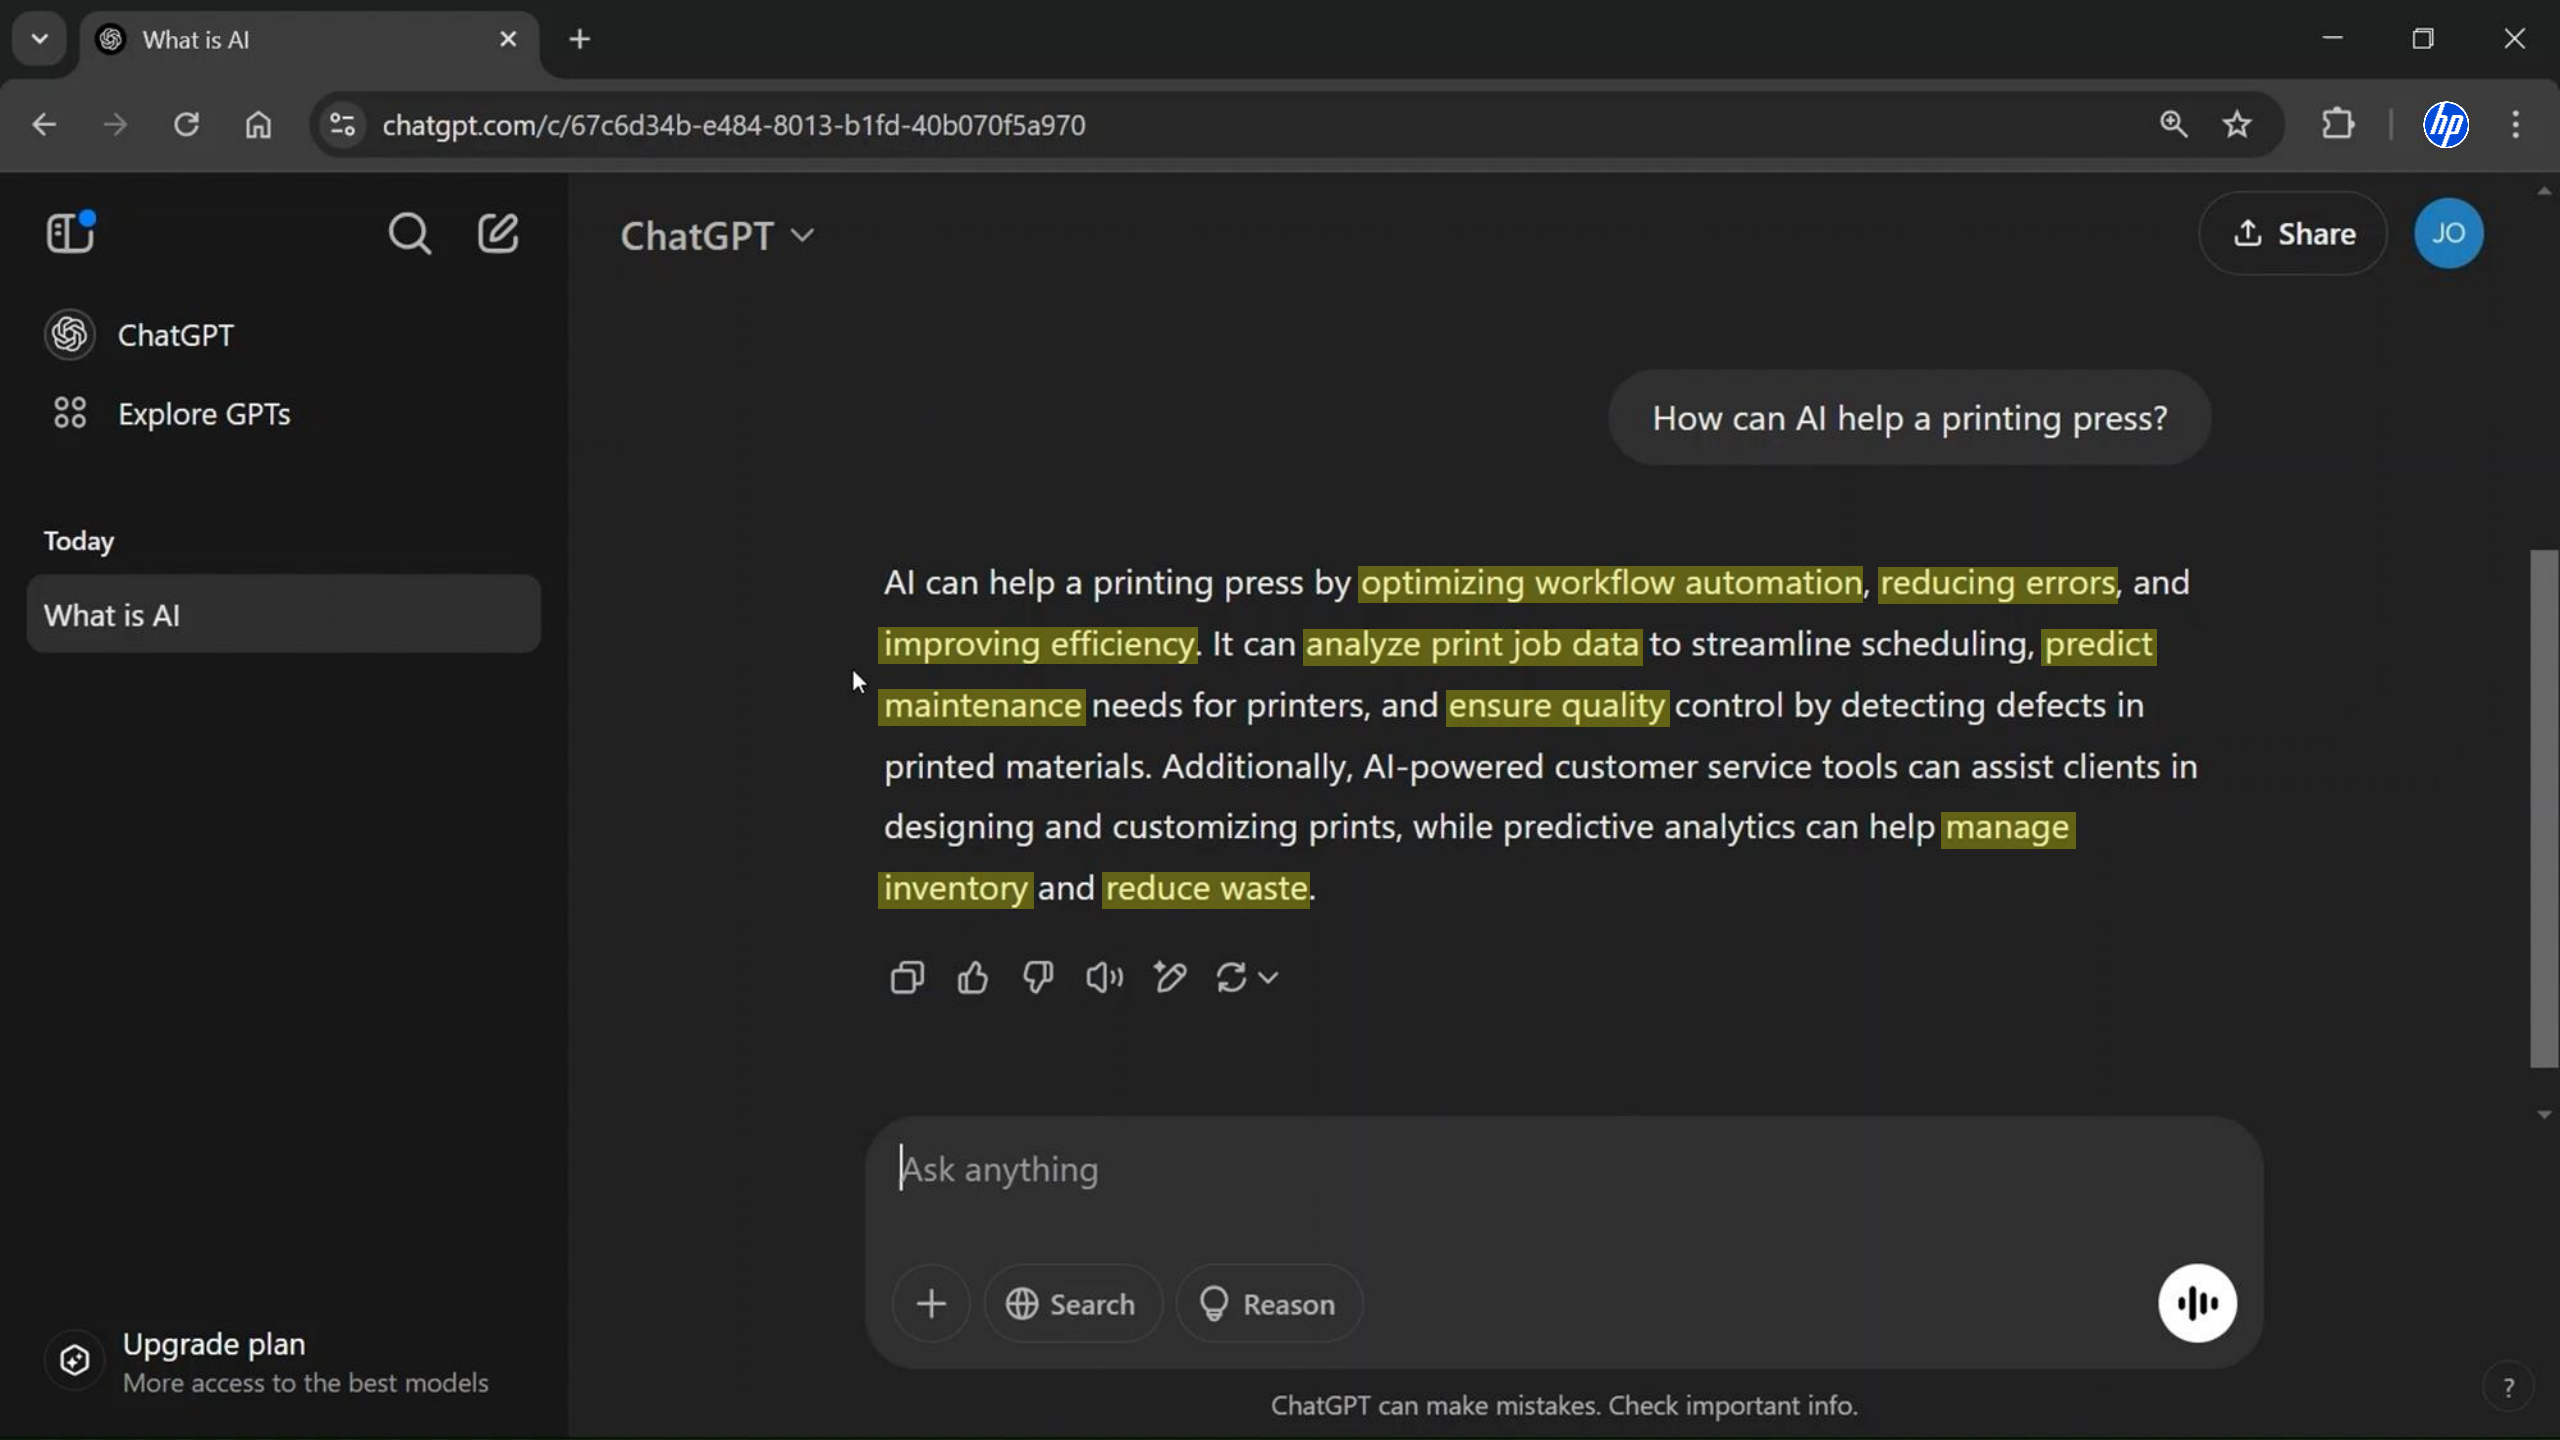 What is AI
chatgpt.com/c/67c6d34b-e484-8013-b1fd-40b070f5a970
hp
ChatGPT
Share
JO
ChatGPT
Explore GPTs
Today
What is AI
How can AI help a printing press?
AI can help a printing press by optimizing workflow automation, reducing errors, and
improving efficiency. It can analyze print job data to streamline scheduling, predict
maintenance needs for printers, and ensure quality control by detecting defects in
printed materials. Additionally, AI-powered customer service tools can assist clients in
designing and customizing prints, while predictive analytics can help manage
inventory and reduce waste.
Ask anything
Search
Reason
Upgrade plan
More access to the best models
ChatGPT can make mistakes. Check important info.
?